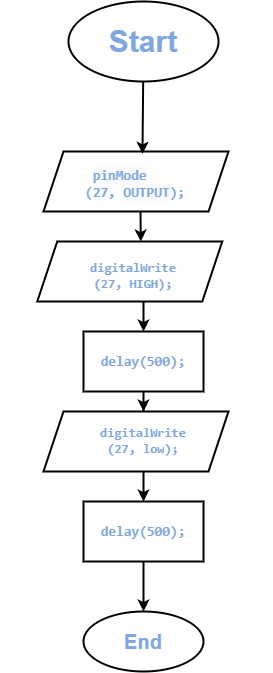 Start
pinMode
(27, OUTPUT);
digitalWrite
(27, HIGH);
delay(500);
digitalWrite
(27, low);
delay(500);
End